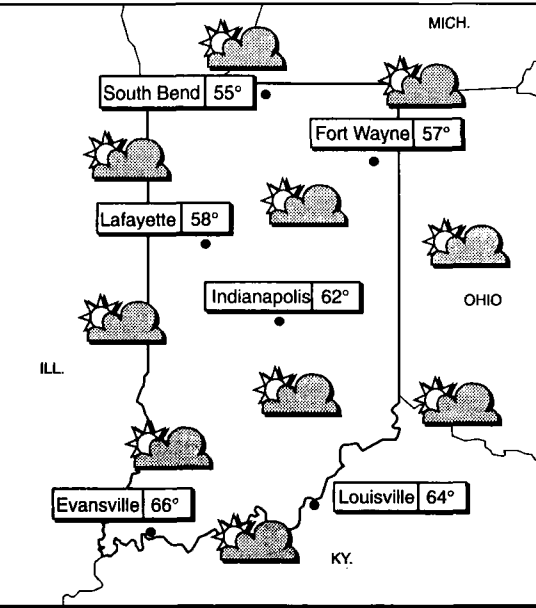 MICH.
South Bend 55°
Fort Wayne 57°
Lafayette 58°
Indianapolis 62°
OHIO
ILL.
Evansville 66°
Louisville 64°
KY.